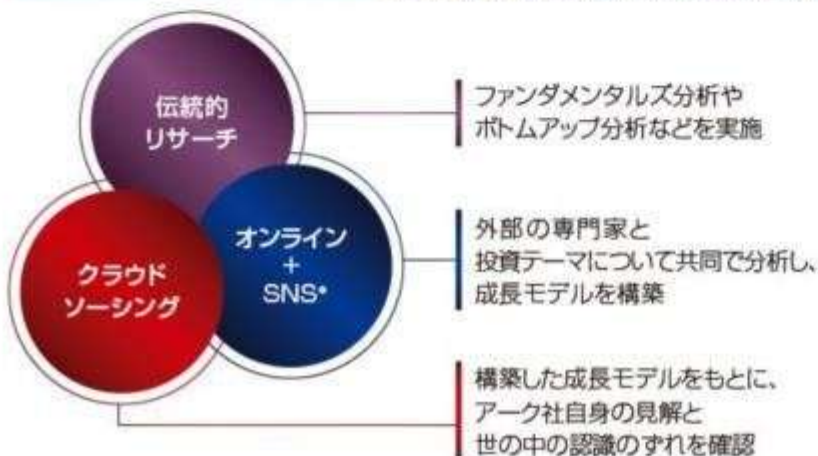 伝統的
リサーチ
ファンダメンタルズ分析や
ボトムアップ分析などを実施
オンライン
+
SNS*
外部の専門家と
投資テーマについて共同で分析し、
成長モデルを構築
クラウド
ソーシング
構築した成長モデルをもとに、
アーク社自身の見解と
世の中の認識のずれを確認